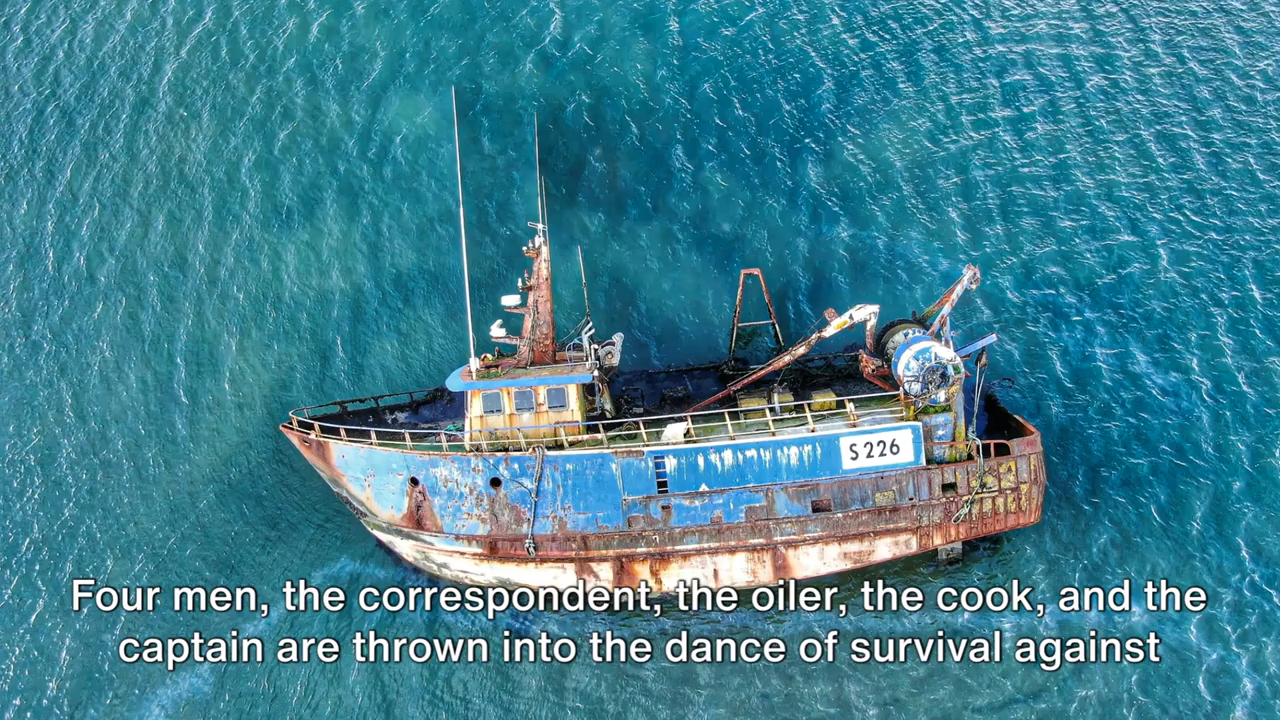 S 226
Four men, the correspondent, the oiler, the cook, and the
captain are thrown into the dance of survival against